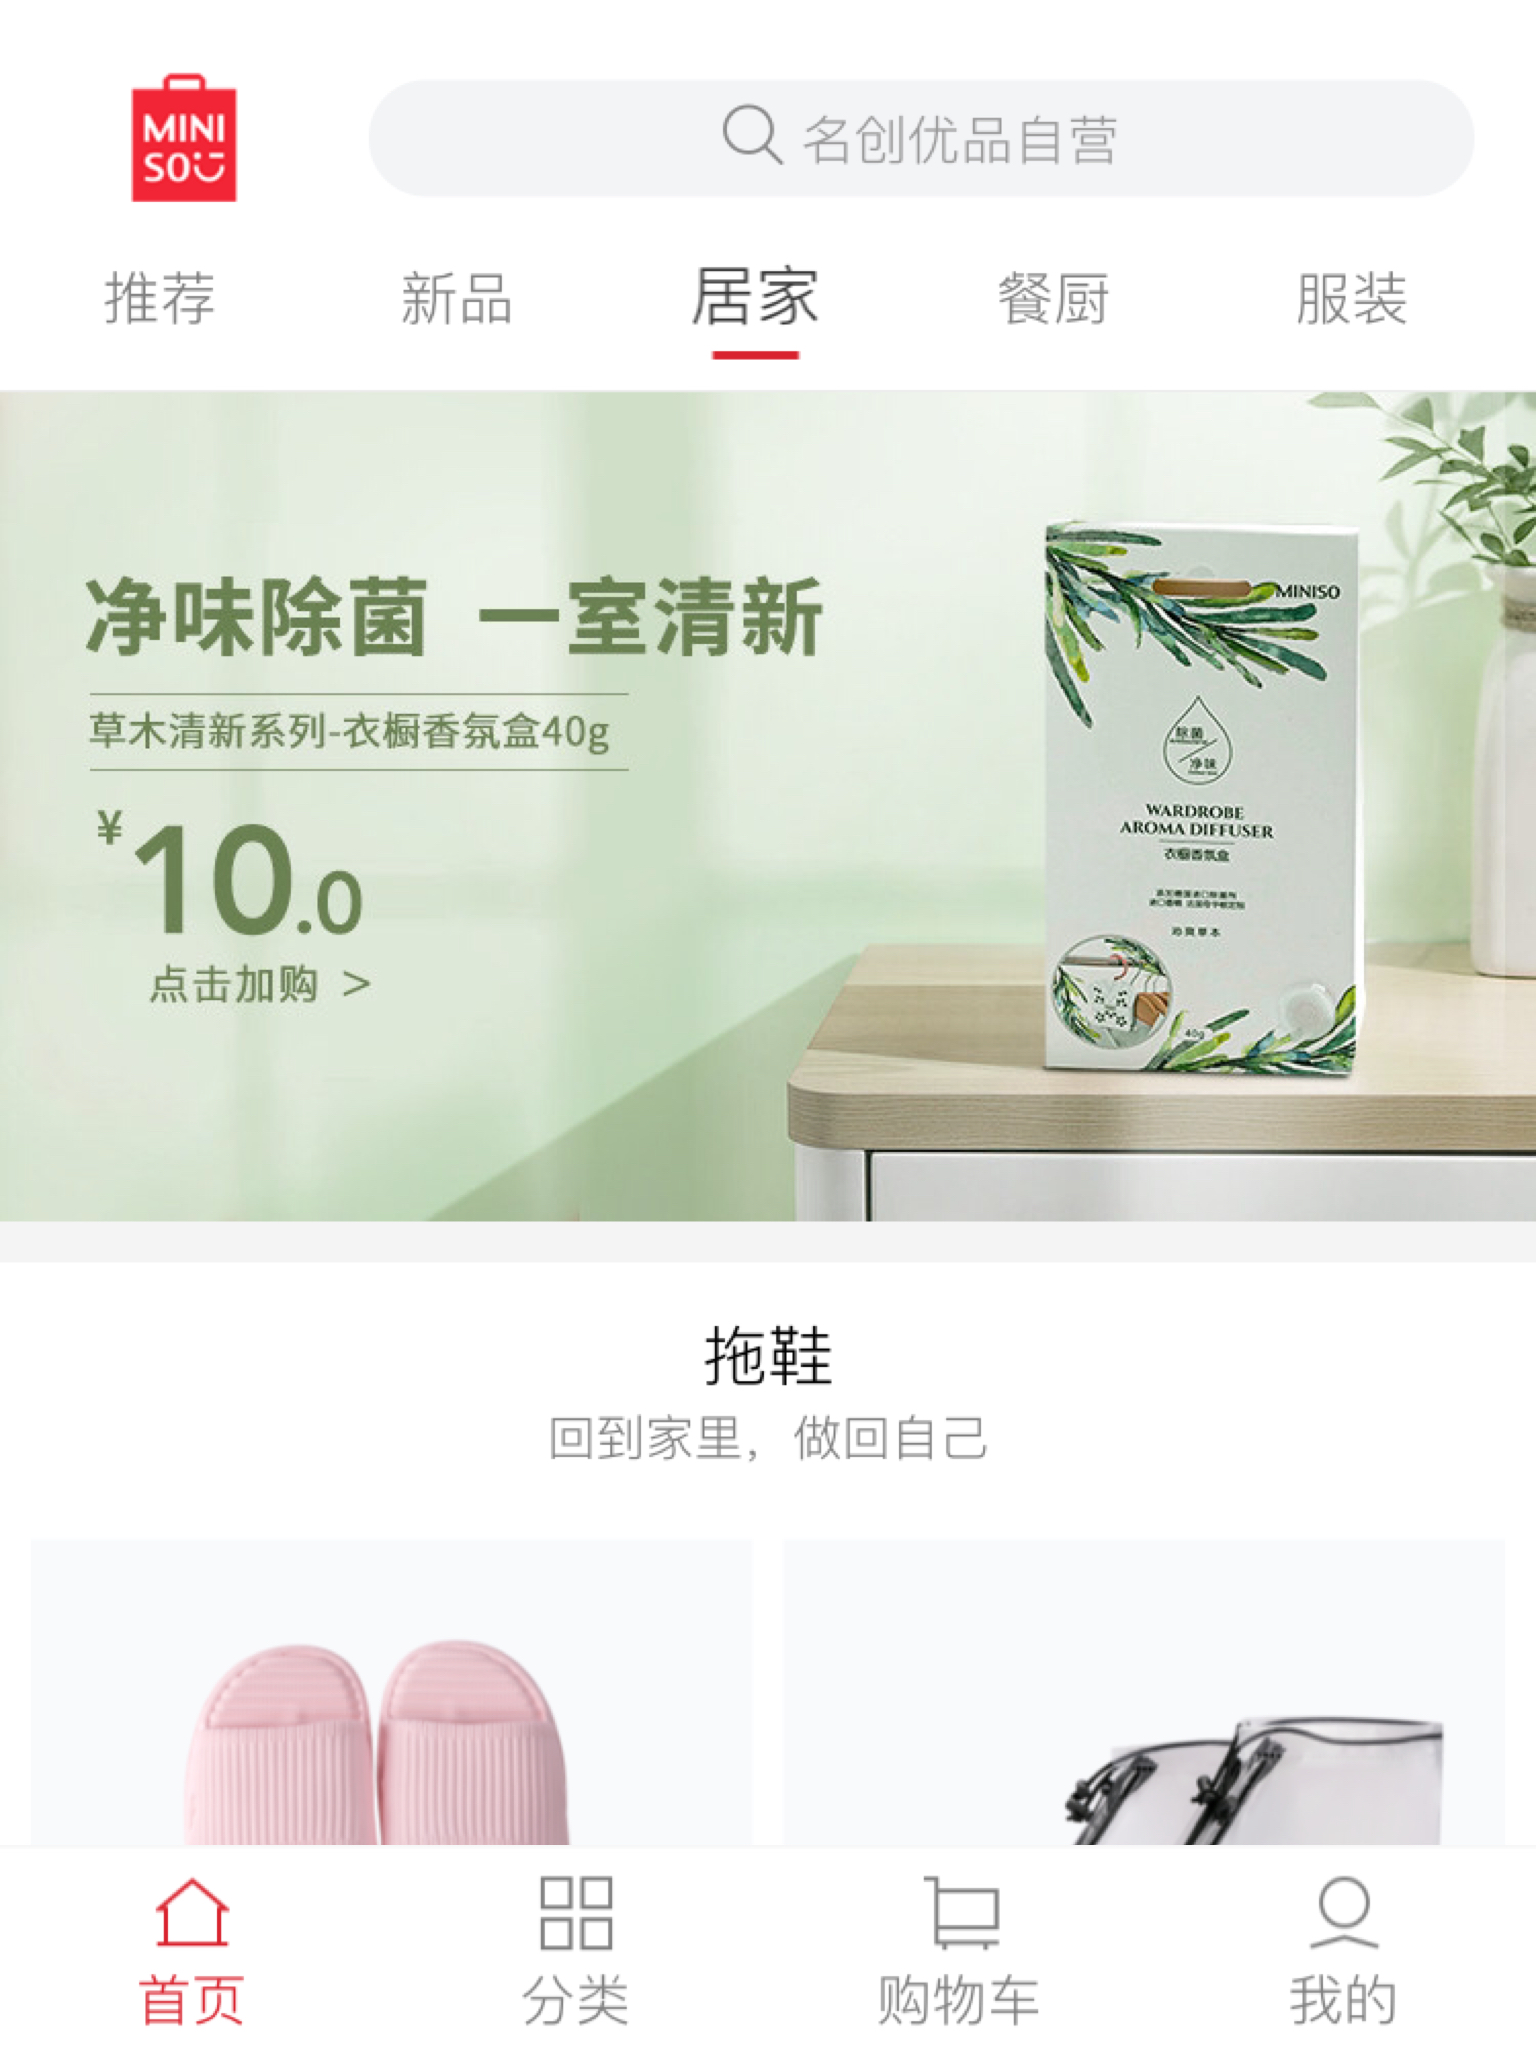 MINI
SO
名创优品自营
推荐
新品
居家
餐厨
服装
净味除菌 一室清新
草木清新系列-衣橱香氛盒40g
¥10.0
点击加购 >
MINISO
除菌
净味
WARDROBE
AROMA DIFFUSER
衣橱香氛盒
沁爽草本
40g
拖鞋
回到家里，做回自己
首页
分类
购物车
我的